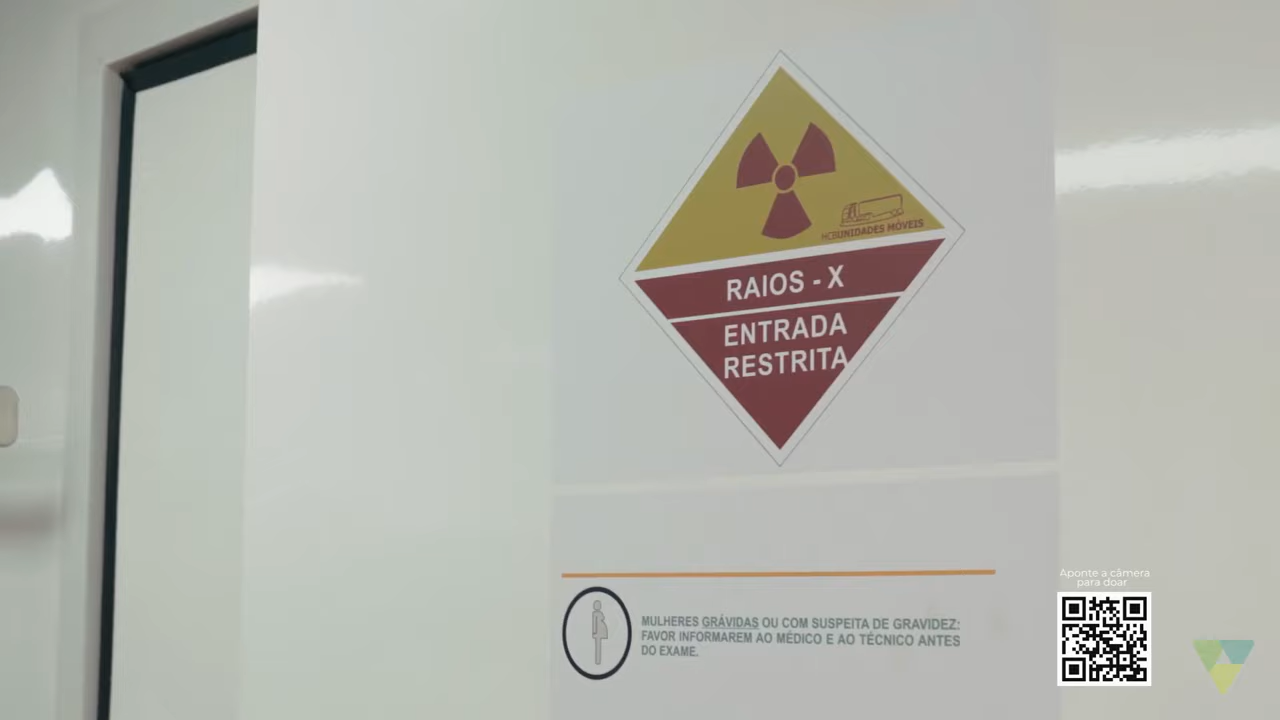 HCBUNIDADES MÓVEIS
RAIOS - X
ENTRADA
RESTRITA
MULHERES GRÁVIDAS OU COM SUSPEITA DE GRAVIDEZ:
FAVOR INFORMAREM AO MÉDICO E AO TÉCNICO ANTES
DO EXAME.
Aponte a câmera
para doar